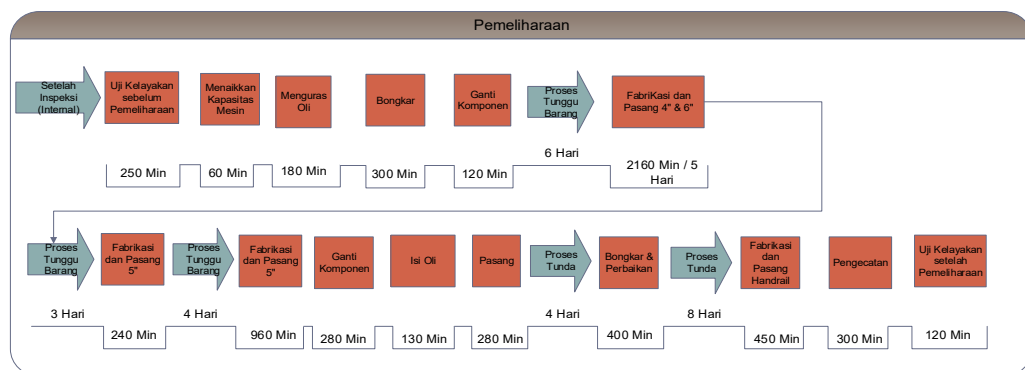 Pemeliharaan
Setelah
Inspeksi
(Internal)
Uji Kelayakan
sebelum
Pemeliharaan
Menaikkan
Kapasitas
Mesin
Menguras
Oli
Bongkar
Ganti
Komponen
Proses
Tunggu
Barang
FabriKasi dan
Pasang 4" & 6"
250 Min
60 Min
180 Min
300 Min
120 Min
6 Hari
2160 Min / 5
Hari
Proses
Tunggu
Barang
Fabrikasi
dan Pasang
5"
Proses
Tunggu
Barang
Fabrikasi
dan Pasang
5"
Ganti
Komponen
Isi Oli
Pasang
Proses
Tunda
Bongkar &
Perbaikan
Proses
Tunda
Fabrikasi
dan
Pasang
Handrail
Pengecatan
Uji Kelayakan
setelah
Pemeliharaan
3 Hari
240 Min
4 Hari
960 Min
280 Min
130 Min
280 Min
4 Hari
400 Min
8 Hari
450 Min
300 Min
120 Min